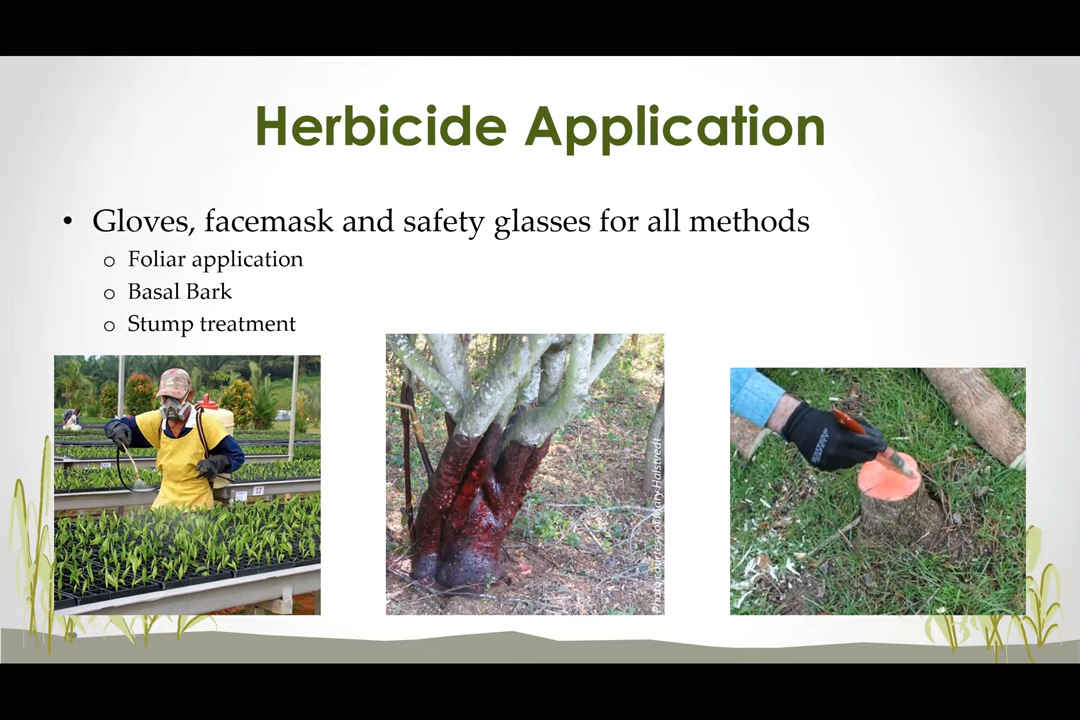 Herbicide Application
• Gloves, facemask and safety glasses for all methods
o Foliar application
o Basal Bark
o Stump treatment